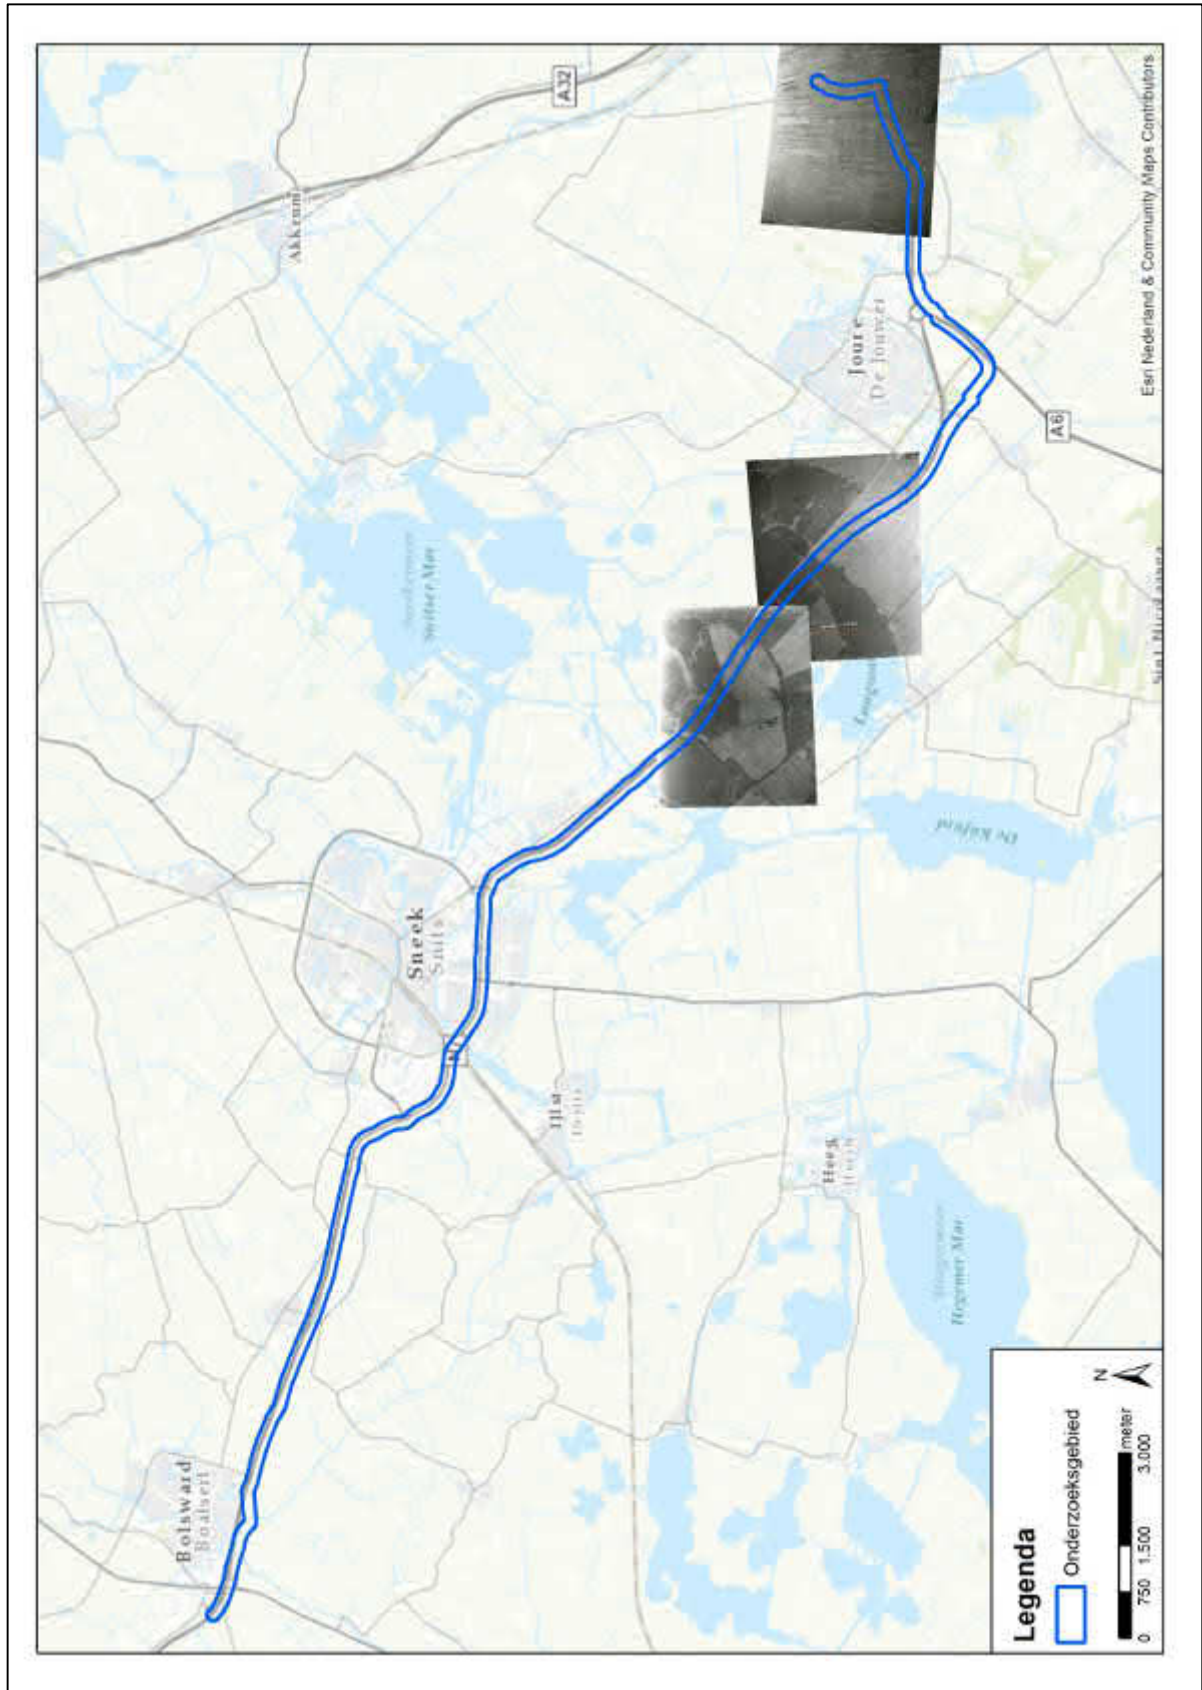 A32
Akkrum
Sneekermeer
Snitser Mar
Joure
De Jouwer
A6
Sneek
Snits
De Kûfurd
IJlst
Heeg
Hegemer Mar
Bolsward
Boalsert
Esri Nederland & Community Maps Contributors
Legenda
Onderzoeksgebied
N
0 750 1.500 3.000
meter